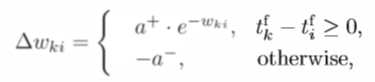 Δw_{ki} = { a⁺ · e^{−w_{ki}}, t_k^f − t_i^f ≥ 0,
−a⁻, otherwise,